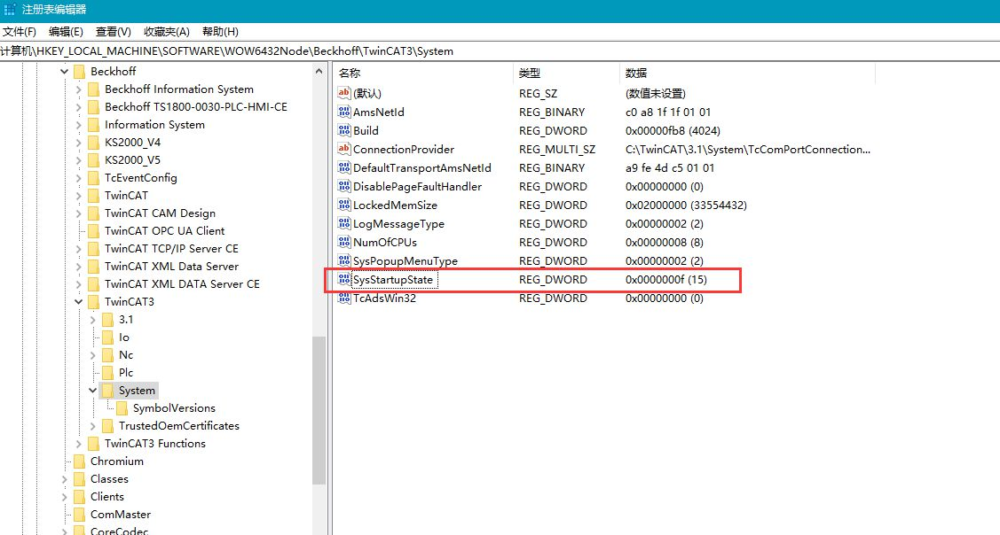 注册表编辑器
文件(F) 编辑(E) 查看(V) 收藏夹(A) 帮助(H)
计算机\HKEY_LOCAL_MACHINE\SOFTWARE\WOW6432Node\Beckhoff\TwinCAT3\System
Beckhoff
Beckhoff Information System
Beckhoff TS1800-0030-PLC-HMI-CE
Information System
KS2000_V4
KS2000_V5
TcEventConfig
TwinCAT
TwinCAT CAM Design
TwinCAT OPC UA Client
TwinCAT TCP/IP Server CE
TwinCAT XML Data Server
TwinCAT XML DATA Server CE
TwinCAT3
3.1
Io
Nc
Plc
System
SymbolVersions
TrustedOemCertificates
TwinCAT3 Functions
Chromium
Classes
Clients
ComMaster
CoreCodec
名称 类型 数据
ab (默认) REG_SZ (数值未设置)
AmsNetId REG_BINARY c0 a8 1f 1f 01 01
Build REG_DWORD 0x00000fb8 (4024)
ab ConnectionProvider REG_MULTI_SZ C:\TwinCAT\3.1\System\TcComPortConnection...
DefaultTransportAmsNetId REG_BINARY a9 fe 4d c5 01 01
DisablePageFaultHandler REG_DWORD 0x00000000 (0)
LockedMemSize REG_DWORD 0x02000000 (33554432)
LogMessageType REG_DWORD 0x00000002 (2)
NumOfCPUs REG_DWORD 0x00000008 (8)
SysPopupMenuType REG_DWORD 0x00000002 (2)
SysStartupState REG_DWORD 0x0000000f (15)
TcAdsWin32 REG_DWORD 0x00000000 (0)